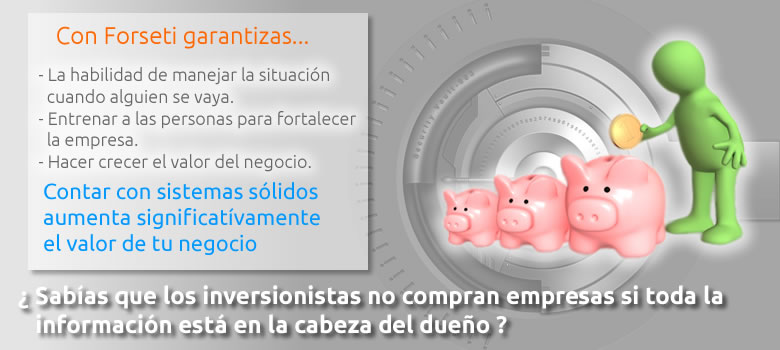 Con Forseti garantizas...
- La habilidad de manejar la situación
cuando alguien se vaya.
- Entrenar a las personas para fortalecer
la empresa.
- Hacer crecer el valor del negocio.
Contar con sistemas sólidos
aumenta significatívamente
el valor de tu negocio
¿ Sabías que los inversionistas no compran empresas si toda la
información está en la cabeza del dueño ?